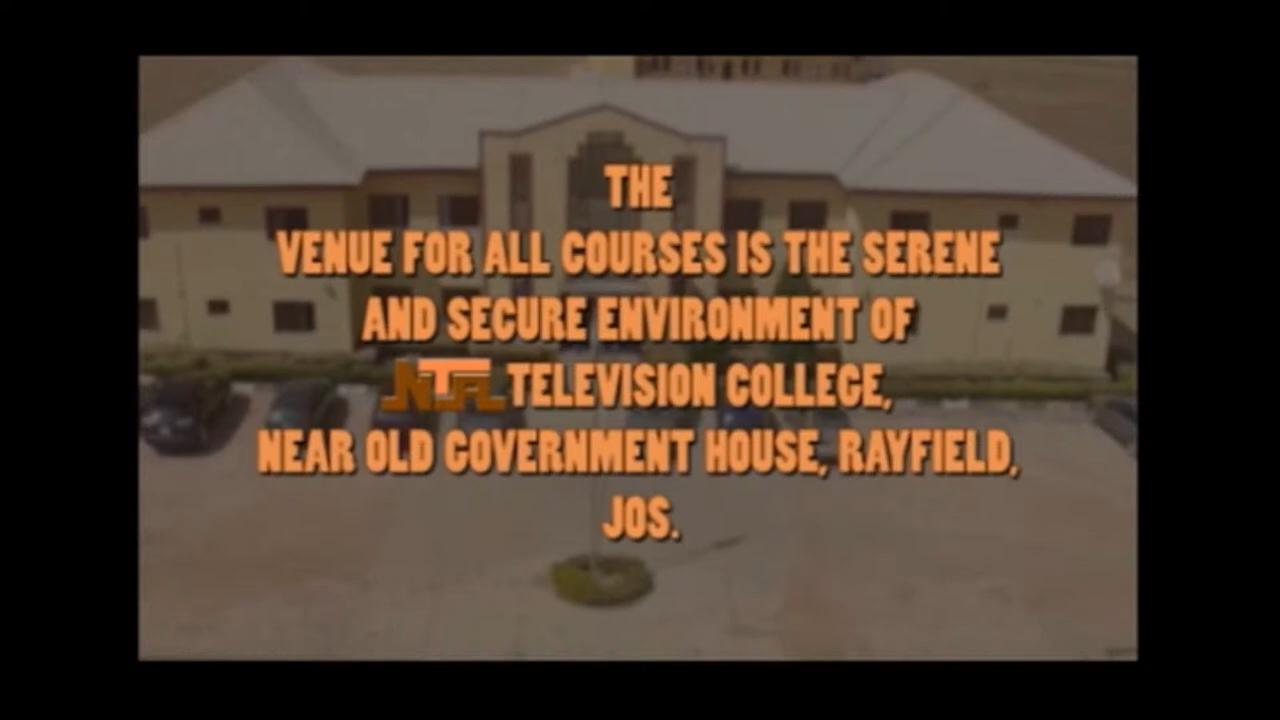 THE
VENUE FOR ALL COURSES IS THE SERENE
AND SECURE ENVIRONMENT OF
NTA TELEVISION COLLEGE,
NEAR OLD GOVERNMENT HOUSE, RAYFIELD,
JOS.